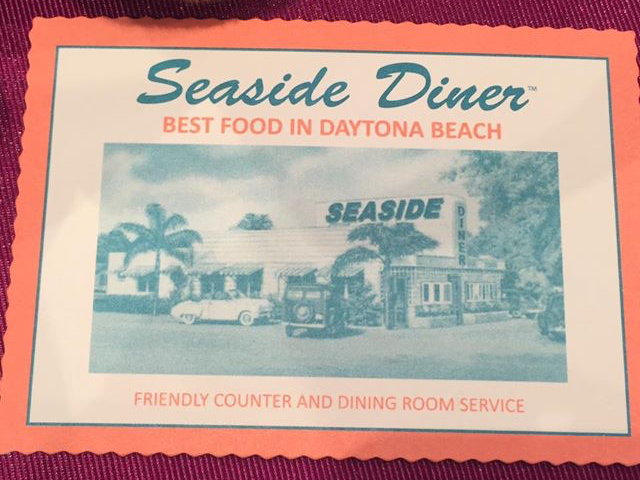 Seaside Diner™
BEST FOOD IN DAYTONA BEACH
SEASIDE
DINER
FRIENDLY COUNTER AND DINING ROOM SERVICE